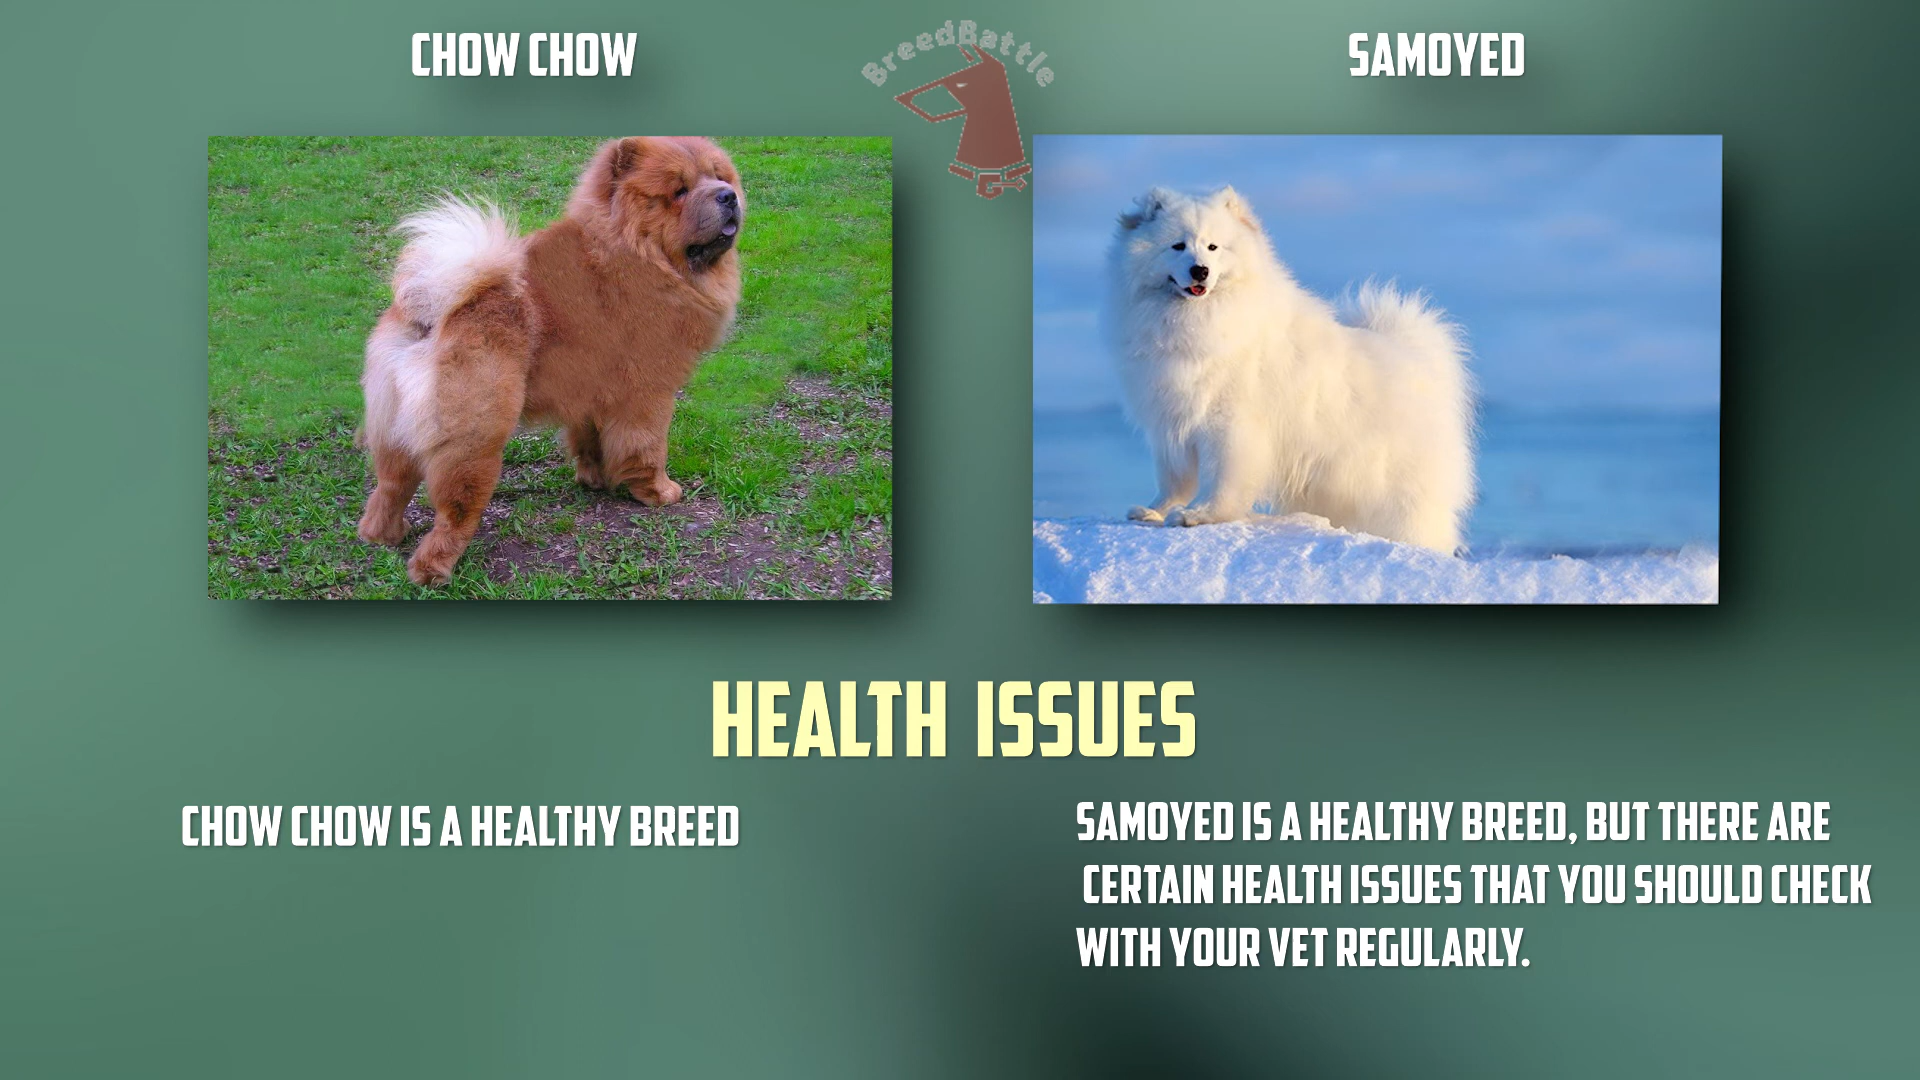 CHOW CHOW
BreedBattle
SAMOYED
HEALTH ISSUES
CHOW CHOW IS A HEALTHY BREED
SAMOYED IS A HEALTHY BREED, BUT THERE ARE
CERTAIN HEALTH ISSUES THAT YOU SHOULD CHECK
WITH YOUR VET REGULARLY.